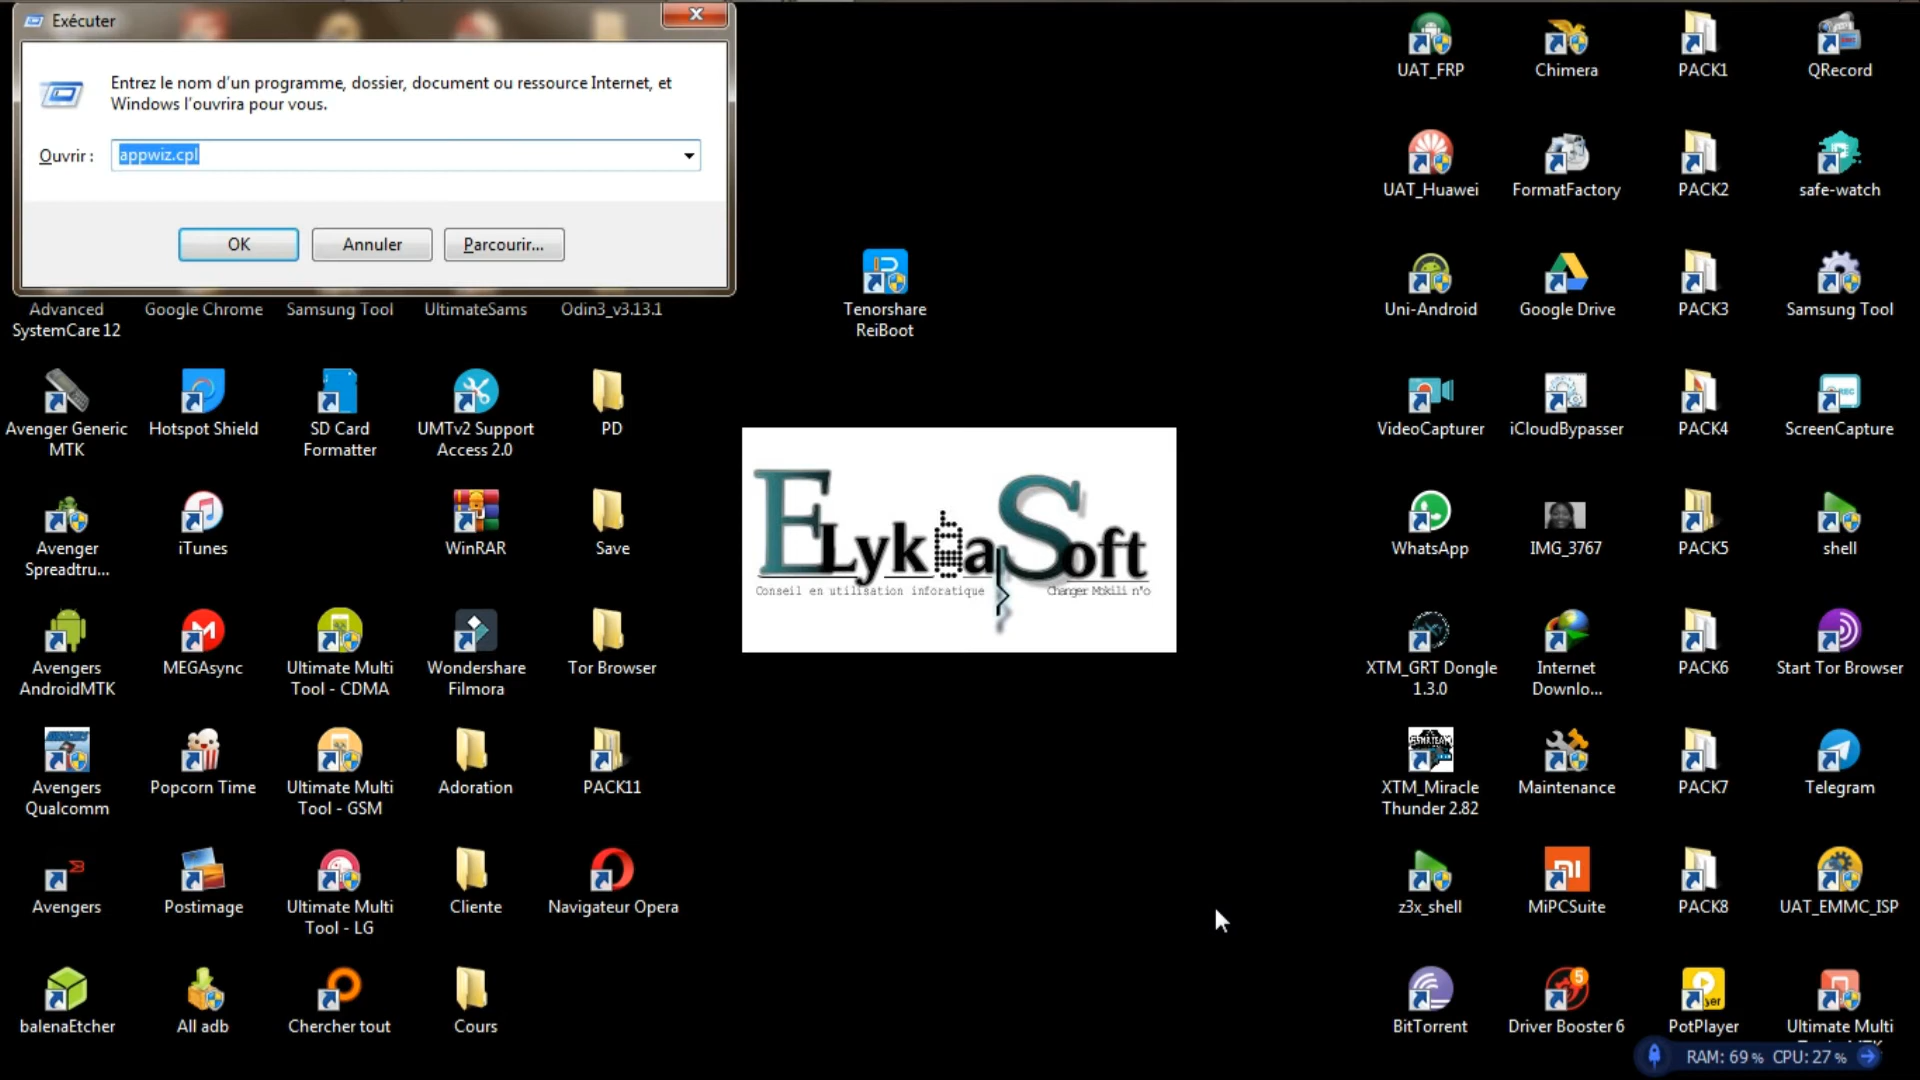 Exécuter
Entrez le nom d'un programme, dossier, document ou ressource Internet, et
Windows l'ouvrira pour vous.
Ouvrir :
appwiz.cpl
OK
Annuler
Parcourir...
Advanced
SystemCare 12
Google Chrome
Samsung Tool
UltimateSams
Odin3_v3.13.1
Tenorshare
ReiBoot
Avenger Generic
MTK
Hotspot Shield
SD Card
Formatter
UMTv2 Support
Access 2.0
PD
Avenger
Spreadtru...
iTunes
WinRAR
Save
Avengers
AndroidMTK
MEGAsync
Ultimate Multi
Tool - CDMA
Wondershare
Filmora
Tor Browser
Avengers
Qualcomm
Popcorn Time
Ultimate Multi
Tool - GSM
Adoration
PACK11
Avengers
Postimage
Ultimate Multi
Tool - LG
Cliente
Navigateur Opera
balenaEtcher
All adb
Chercher tout
Cours
ELykiaSoft
Conseil en utilisation inforatique
Changer Mokili n'o
UAT_FRP
Chimera
PACK1
QRecord
UAT_Huawei
FormatFactory
PACK2
safe-watch
Uni-Android
Google Drive
PACK3
Samsung Tool
VideoCapturer
iCloudBypasser
PACK4
ScreenCapture
WhatsApp
IMG_3767
PACK5
shell
XTM_GRT Dongle
1.3.0
Internet
Downlo...
PACK6
Start Tor Browser
XTM_Miracle
Thunder 2.82
Maintenance
PACK7
Telegram
z3x_shell
MiPCSuite
PACK8
UAT_EMMC_ISP
BitTorrent
Driver Booster 6
PotPlayer
Ultimate Multi
RAM: 69 % CPU: 27 %